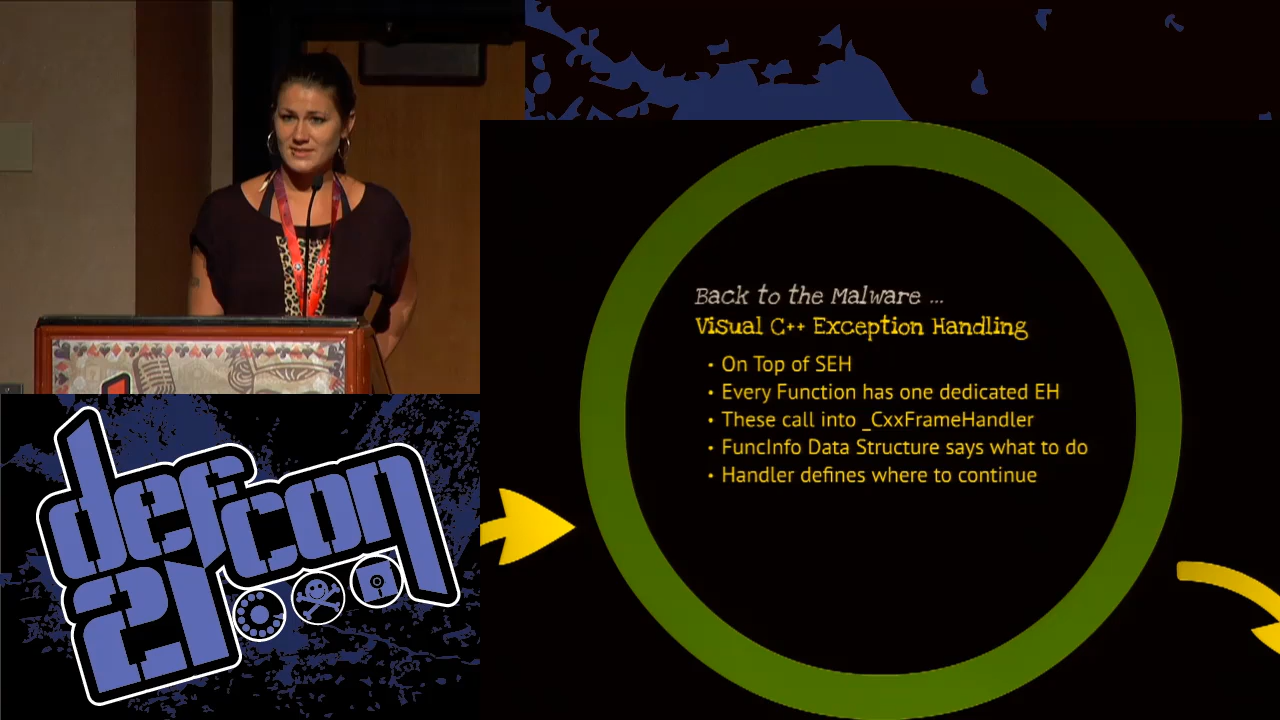 Back to the Malware ...
Visual C++ Exception Handling
• On Top of SEH
• Every Function has one dedicated EH
• These call into _CxxFrameHandler
• FuncInfo Data Structure says what to do
• Handler defines where to continue
defcon
21